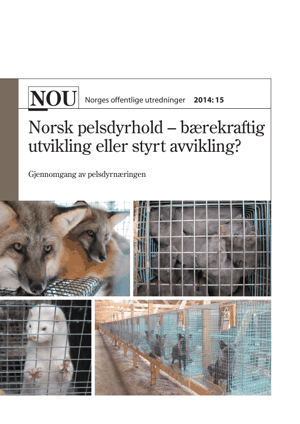 NOU Norges offentlige utredninger 2014: 15
Norsk pelsdyrhold – bærekraftig
utvikling eller styrt avvikling?
Gjennomgang av pelsdyrnæringen